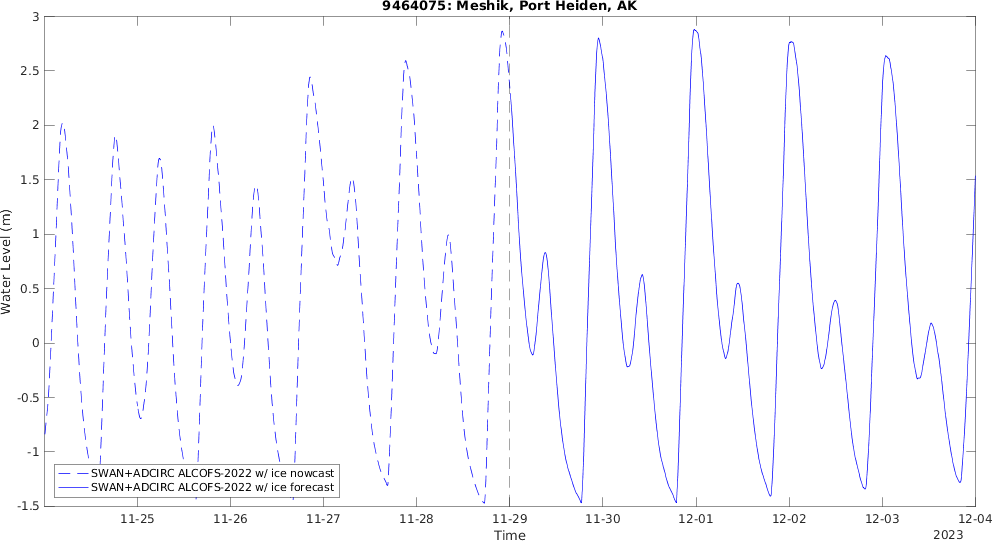 9464075: Meshik, Port Heiden, AK
3
2.5
2
1.5
1
0.5
0
-0.5
-1
-1.5
Water Level (m)
SWAN+ADCIRC ALCOFS-2022 w/ ice nowcast
SWAN+ADCIRC ALCOFS-2022 w/ ice forecast
11-25 11-26 11-27 11-28 11-29 11-30 12-01 12-02 12-03 12-04
Time
2023